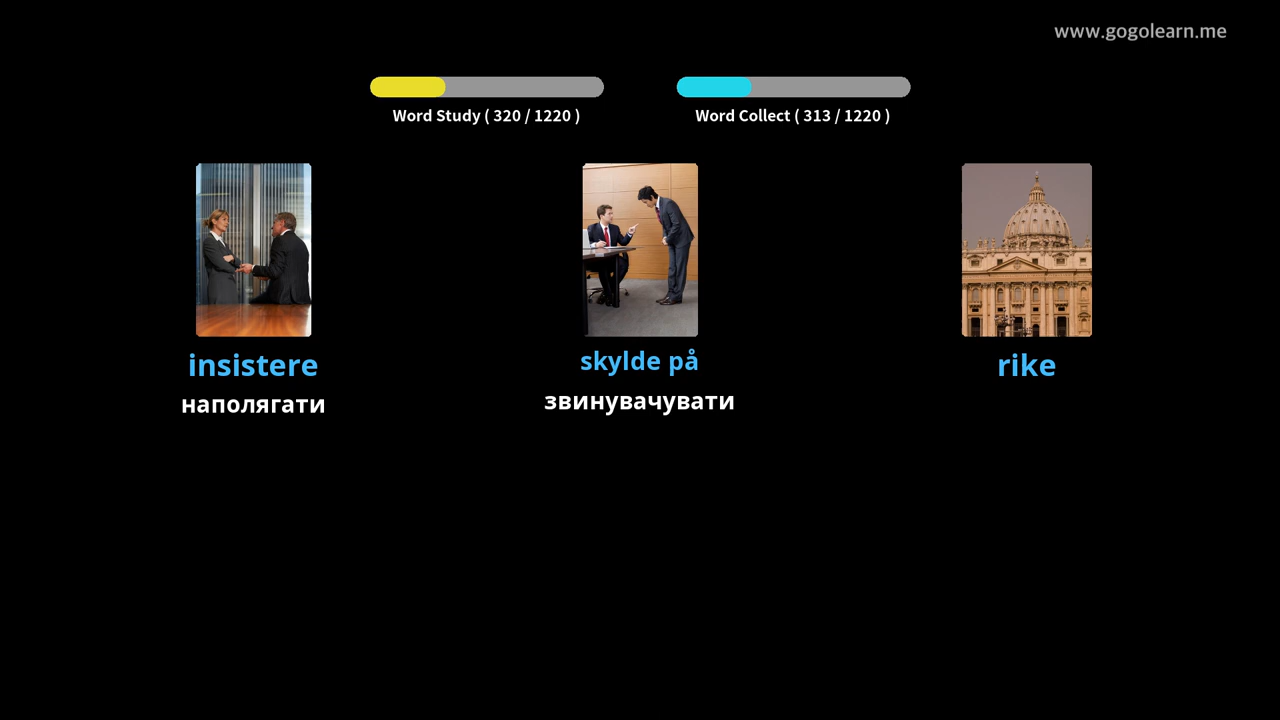 www.gogolearn.me
Word Study ( 320 / 1220 )
Word Collect ( 313 / 1220 )
insistere
наполягати
skylde på
звинувачувати
rike